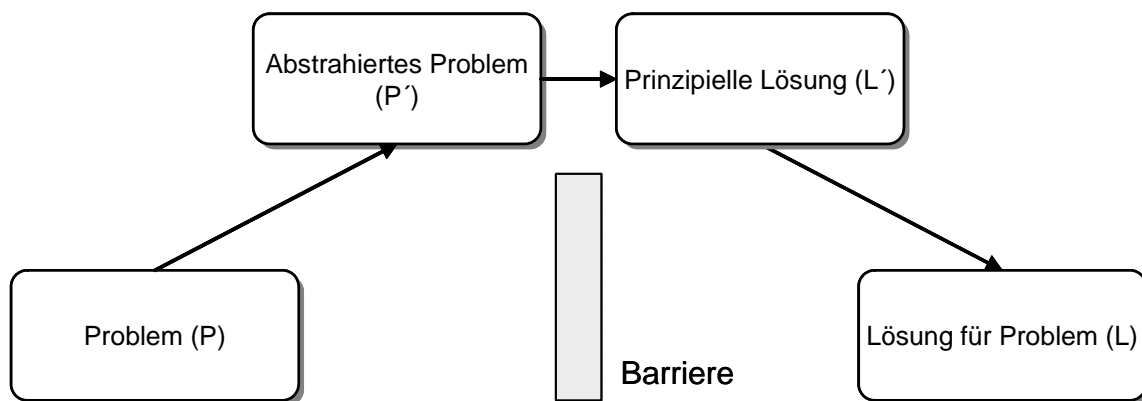 Abstrahiertes Problem
(P´)
Prinzipielle Lösung (L´)
Problem (P)
Barriere
Lösung für Problem (L)